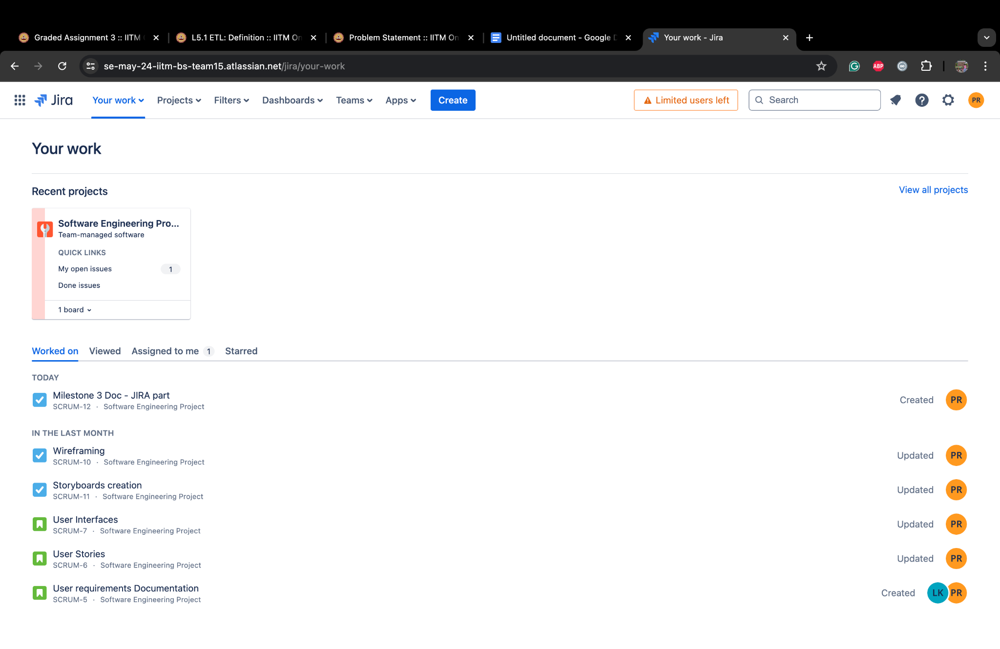 Graded Assignment 3 :: IITM
L5.1 ETL: Definition :: IITM On
Problem Statement :: IITM On
Untitled document - Google D
Your work - Jira
se-may-24-iitm-bs-team15.atlassian.net/jira/your-work
ABP
Jira
Your work
Projects
Filters
Dashboards
Teams
Apps
Create
Limited users left
Search
PR
Your work
Recent projects
View all projects
Software Engineering Pro...
Team-managed software
QUICK LINKS
My open issues 1
Done issues
1 board
Worked on
Viewed
Assigned to me 1
Starred
TODAY
Milestone 3 Doc - JIRA part
SCRUM-12 · Software Engineering Project
Created PR
IN THE LAST MONTH
Wireframing
SCRUM-10 · Software Engineering Project
Updated PR
Storyboards creation
SCRUM-11 · Software Engineering Project
Updated PR
User Interfaces
SCRUM-7 · Software Engineering Project
Updated PR
User Stories
SCRUM-6 · Software Engineering Project
Updated PR
User requirements Documentation
SCRUM-5 · Software Engineering Project
Created LK PR